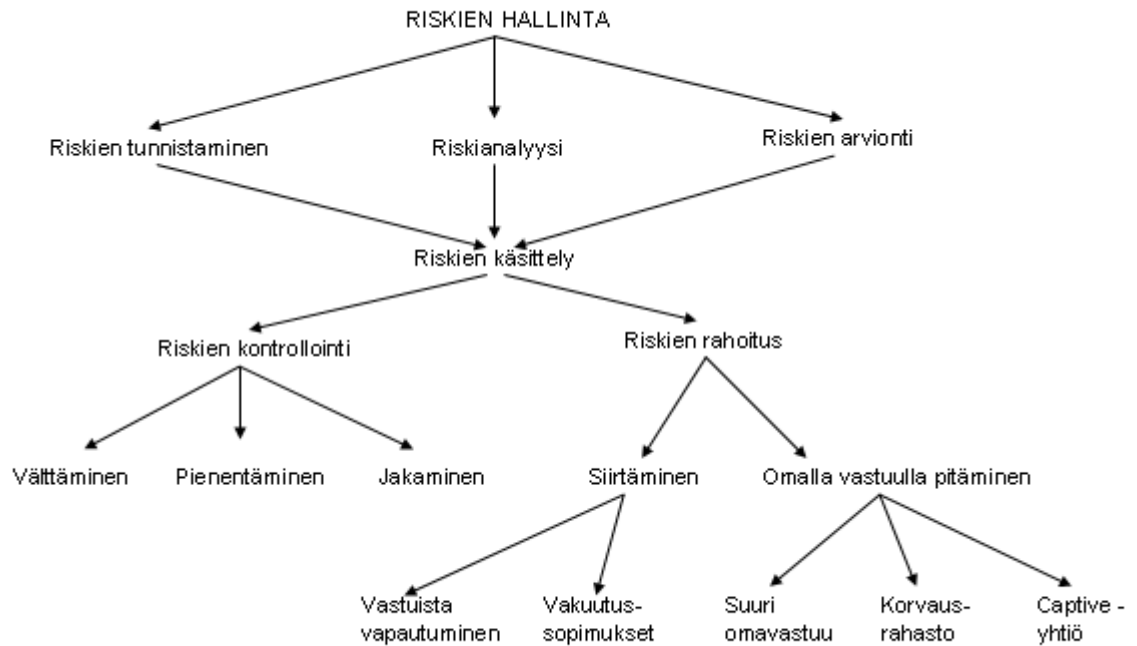 RISKIEN HALLINTA
Riskien tunnistaminen
Riskianalyysi
Riskien arvionti
Riskien käsittely
Riskien kontrollointi
Riskien rahoitus
Välttäminen
Pienentäminen
Jakaminen
Siirtäminen
Omalla vastuulla pitäminen
Vastuista
vapautuminen
Vakuutus-
sopimukset
Suuri
omavastuu
Korvaus-
rahasto
Captive -
yhtiö